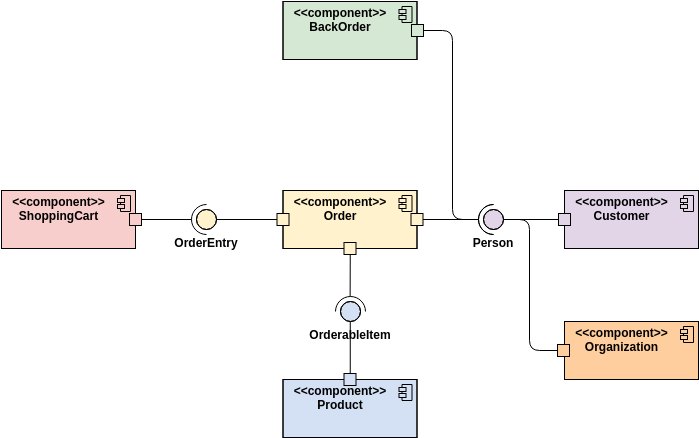 <<component>>
BackOrder
<<component>>
ShoppingCart
OrderEntry
<<component>>
Order
Person
<<component>>
Customer
OrderableItem
<<component>>
Organization
<<component>>
Product